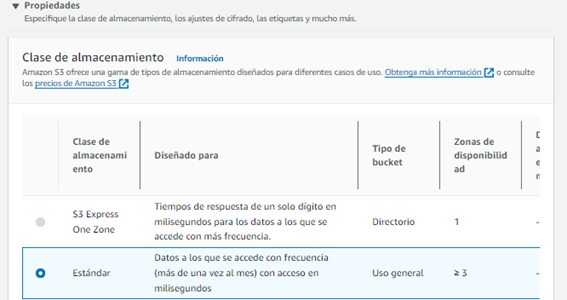 Propiedades
Especifique la clase de almacenamiento, los ajustes de cifrado, las etiquetas y mucho más.
Clase de almacenamiento Información
Amazon S3 ofrece una gama de tipos de almacenamiento diseñados para diferentes casos de uso. Obtenga más información o consulte
los precios de Amazon S3
Clase de
almacenami
ento
Diseñado para
Tipo de
bucket
Zonas de
disponibilid
ad
S3 Express
One Zone
Tiempos de respuesta de un solo dígito en
milisegundos para los datos a los que se
accede con más frecuencia.
Directorio
1
-
Estándar
Datos a los que se accede con frecuencia
(más de una vez al mes) con acceso en
milisegundos
Uso general
≥ 3
-